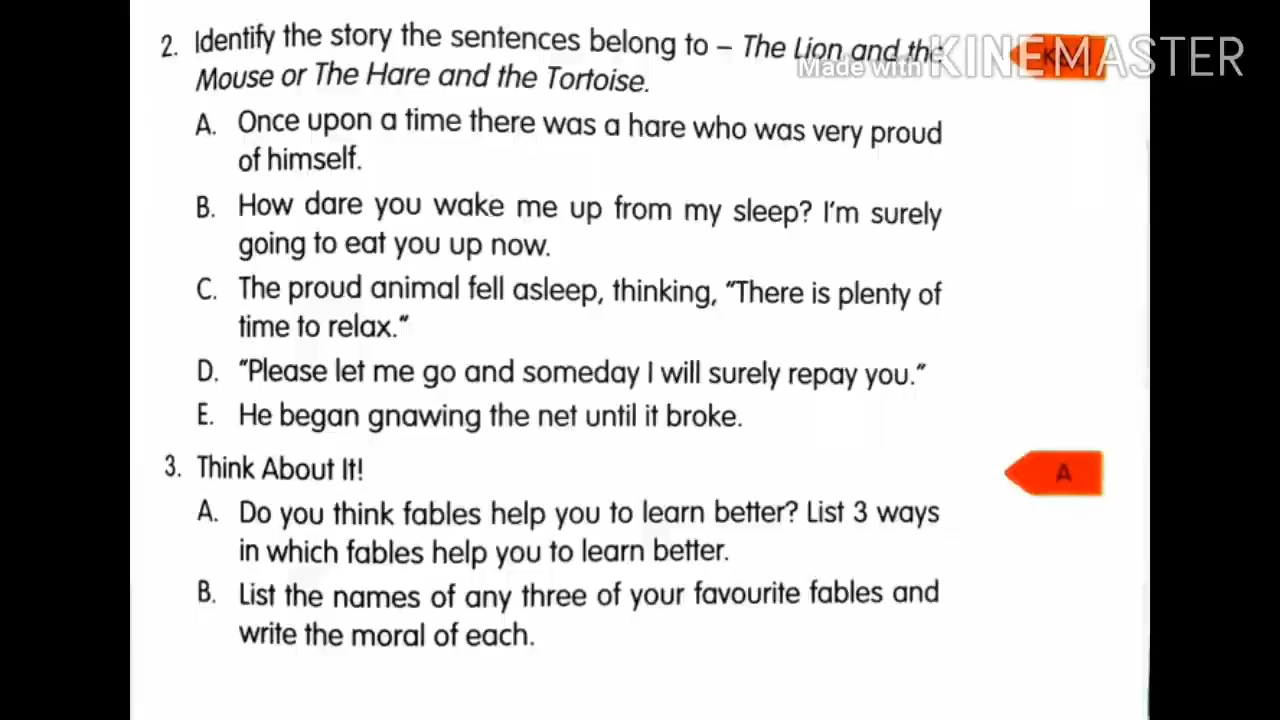 2. Identify the story the sentences belong to – The Lion and the
Made with KINEMASTER
Mouse or The Hare and the Tortoise.
A. Once upon a time there was a hare who was very proud
of himself.
B. How dare you wake me up from my sleep? I'm surely
going to eat you up now.
C. The proud animal fell asleep, thinking, "There is plenty of
time to relax."
D. "Please let me go and someday I will surely repay you."
E. He began gnawing the net until it broke.
3. Think About It!
A
A. Do you think fables help you to learn better? List 3 ways
in which fables help you to learn better.
B. List the names of any three of your favourite fables and
write the moral of each.